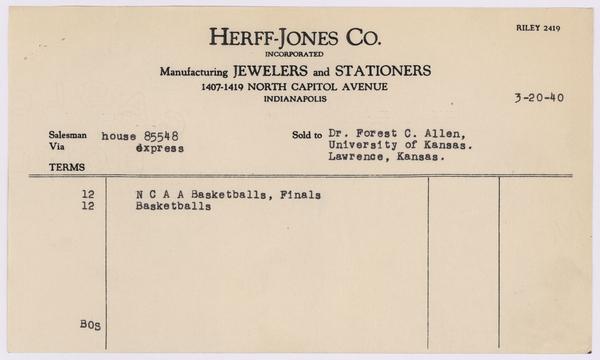 RILEY 2419
HERFF-JONES CO.
INCORPORATED
Manufacturing JEWELERS and STATIONERS
1407-1419 NORTH CAPITOL AVENUE
INDIANAPOLIS
3-20-40
Salesman house 85548
Via express
TERMS
Sold to Dr. Forest C. Allen,
University of Kansas.
Lawrence, Kansas.
12 N C A A Basketballs, Finals
12 Basketballs
BOS